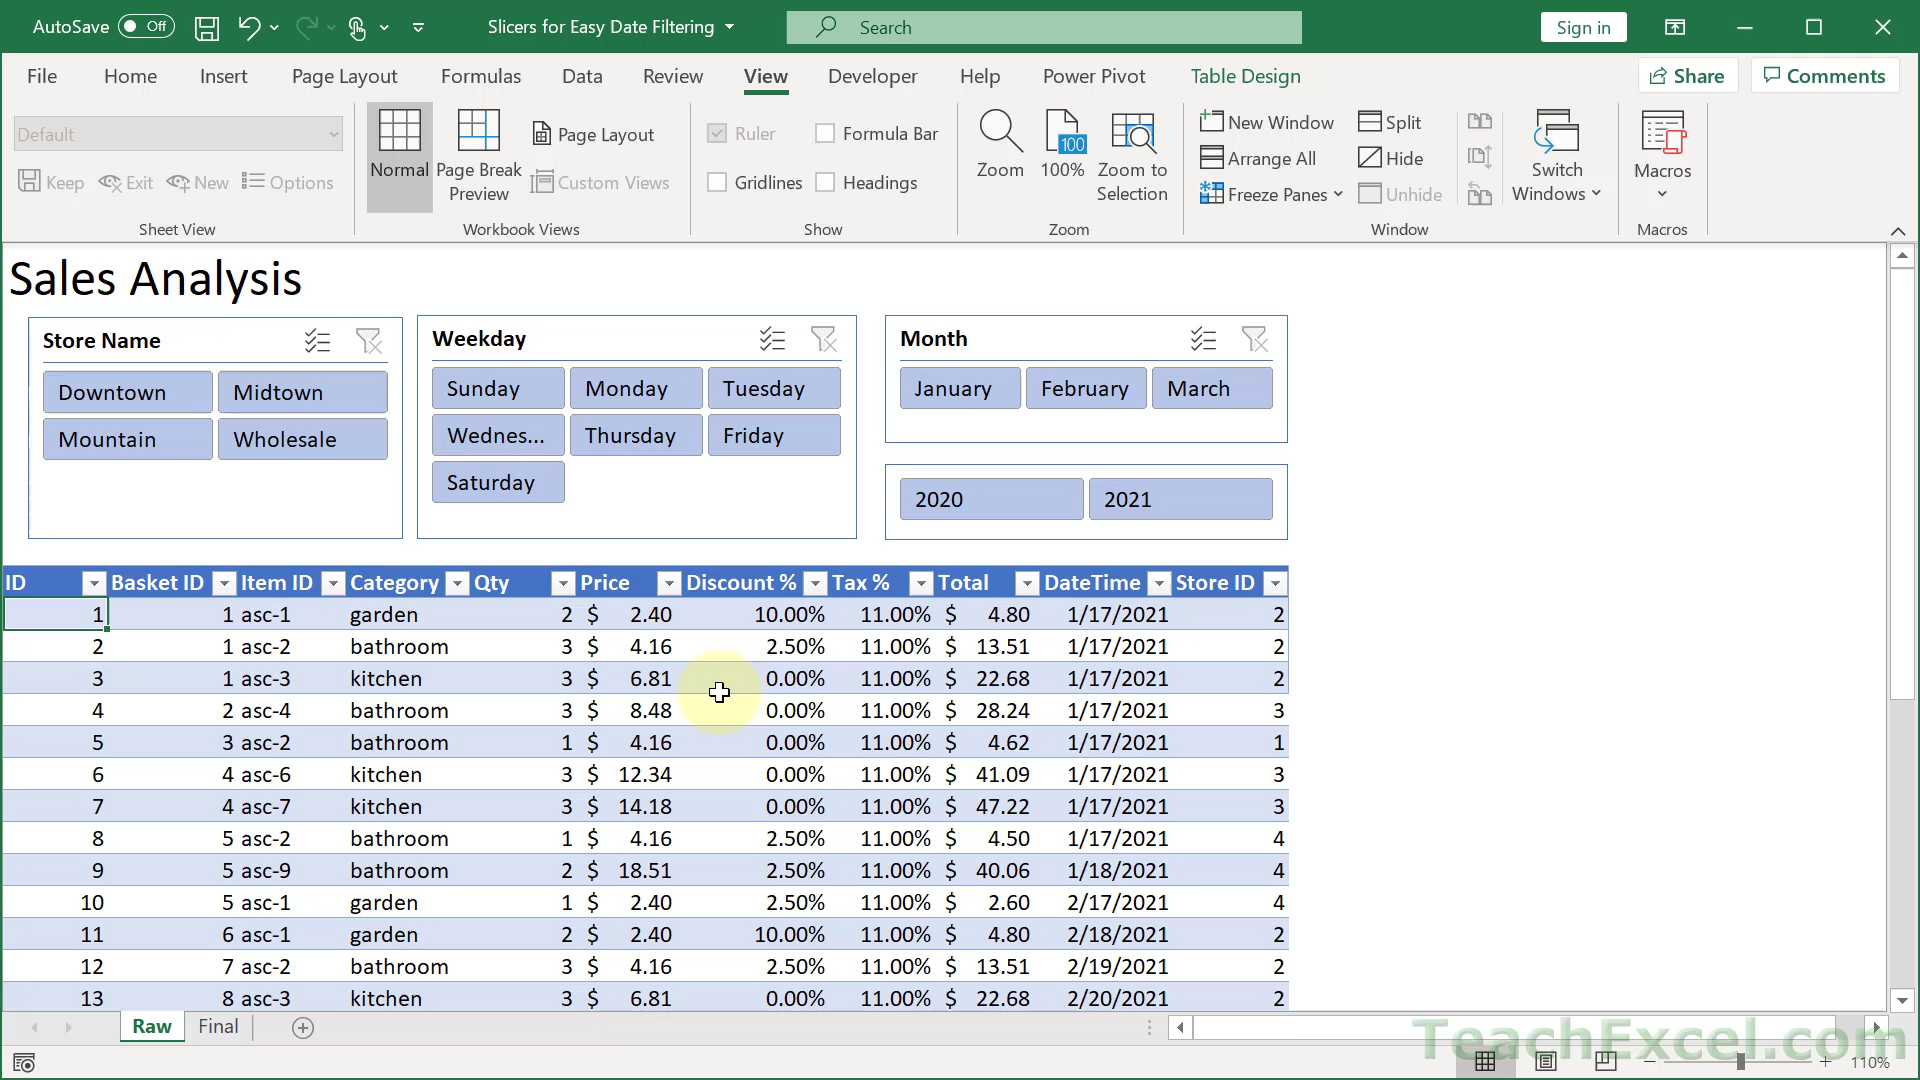 AutoSave Off Slicers for Easy Date Filtering Search Sign in
File Home Insert Page Layout Formulas Data Review View Developer Help Power Pivot Table Design Share Comments
Default
Keep Exit New Options
Sheet View
Normal Page Break Preview Page Layout Custom Views
Workbook Views
Ruler Formula Bar
Gridlines Headings
Show
Zoom 100 100% Zoom to Selection
Zoom
New Window Split
Arrange All Hide
Freeze Panes Unhide
Switch Windows
Window
Macros
Macros
Sales Analysis
Store Name
Downtown Midtown
Mountain Wholesale
Weekday
Sunday Monday Tuesday
Wednes... Thursday Friday
Saturday
Month
January February March
2020 2021
ID Basket ID Item ID Category Qty Price Discount % Tax % Total DateTime Store ID
1 1 asc-1 garden 2 $ 2.40 10.00% 11.00% $ 4.80 1/17/2021 2
2 1 asc-2 bathroom 3 $ 4.16 2.50% 11.00% $ 13.51 1/17/2021 2
3 1 asc-3 kitchen 3 $ 6.81 0.00% 11.00% $ 22.68 1/17/2021 2
4 2 asc-4 bathroom 3 $ 8.48 0.00% 11.00% $ 28.24 1/17/2021 3
5 3 asc-2 bathroom 1 $ 4.16 0.00% 11.00% $ 4.62 1/17/2021 1
6 4 asc-6 kitchen 3 $ 12.34 0.00% 11.00% $ 41.09 1/17/2021 3
7 4 asc-7 kitchen 3 $ 14.18 0.00% 11.00% $ 47.22 1/17/2021 3
8 5 asc-2 bathroom 1 $ 4.16 2.50% 11.00% $ 4.50 1/17/2021 4
9 5 asc-9 bathroom 2 $ 18.51 2.50% 11.00% $ 40.06 1/18/2021 4
10 5 asc-1 garden 1 $ 2.40 0.00% 11.00% $ 2.60 2/17/2021 4
11 6 asc-1 garden 2 $ 2.40 10.00% 11.00% $ 4.80 2/18/2021 2
12 7 asc-2 bathroom 3 $ 4.16 2.50% 11.00% $ 13.51 2/19/2021 2
13 8 asc-3 kitchen 3 $ 6.81 0.00% 11.00% $ 22.68 2/20/2021 2
Raw Final
TeachExcel.com
110%